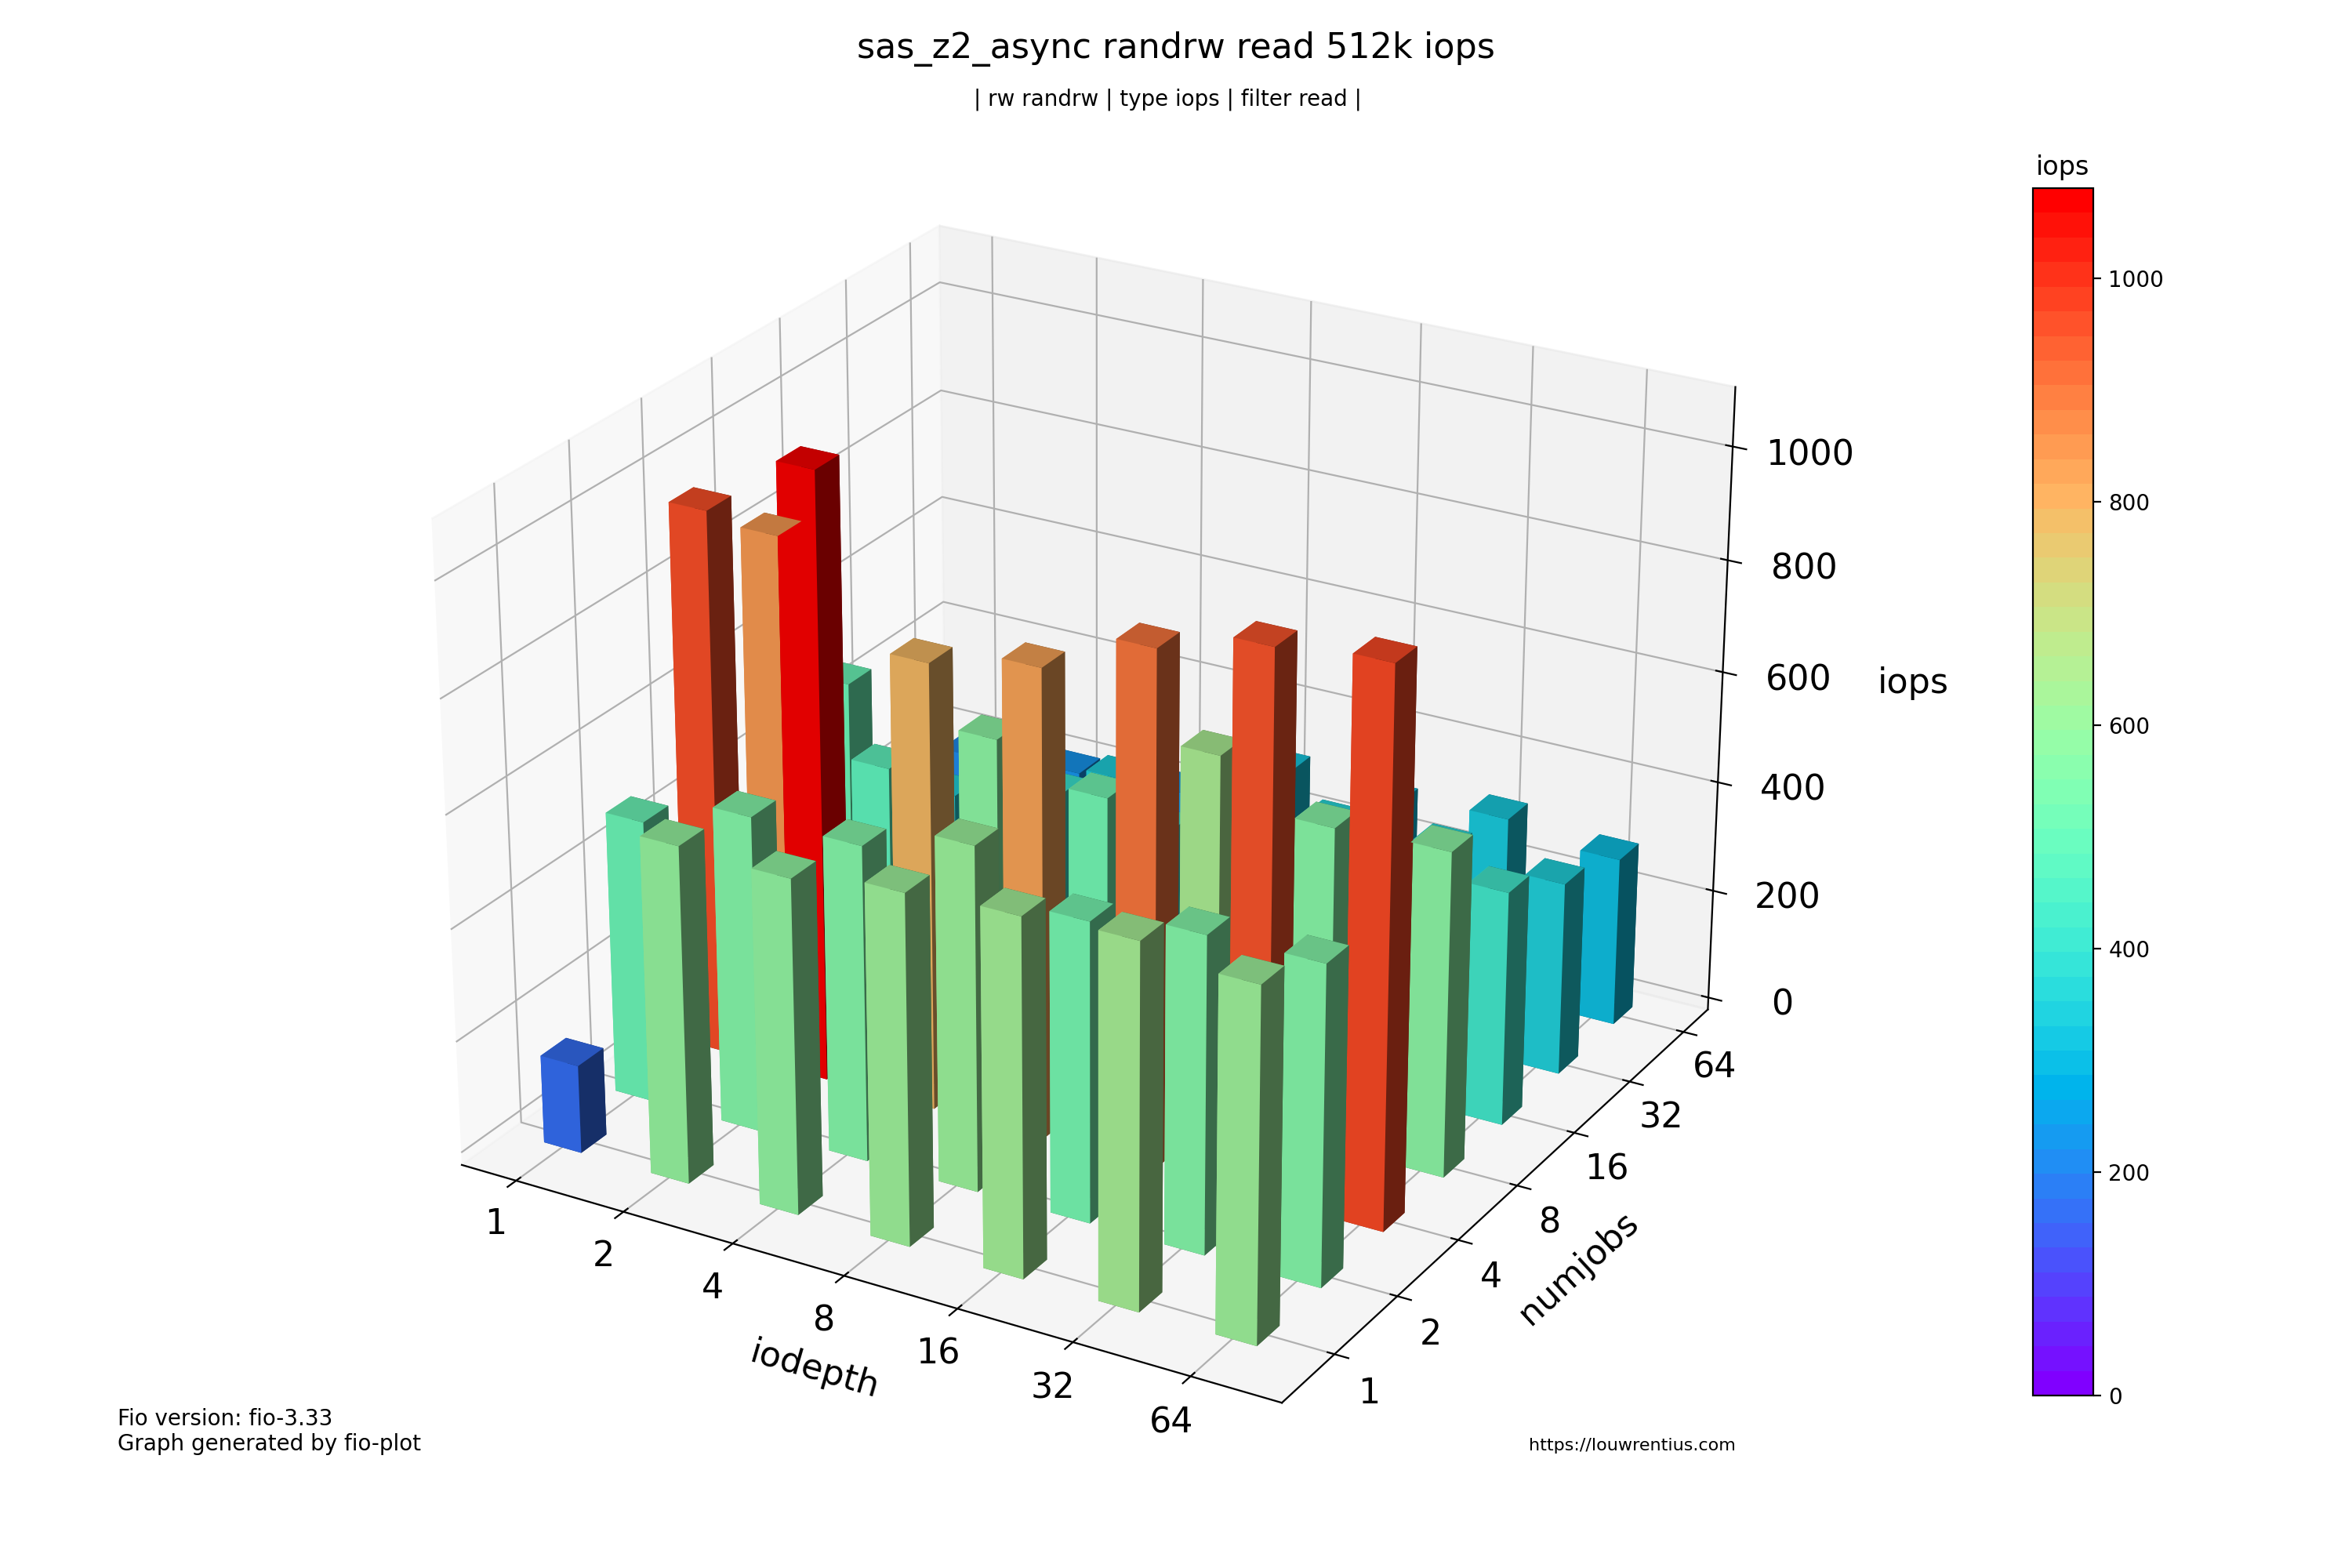 sas_z2_async randrw read 512k iops
| rw randrw | type iops | filter read |
iops
1000
800
600
400
200
0
1000
800
600
400
200
0
iops
64
32
16
8
4
2
1
numjobs
1
2
4
8
16
32
64
iodepth
Fio version: fio-3.33
Graph generated by fio-plot
https://louwrentius.com